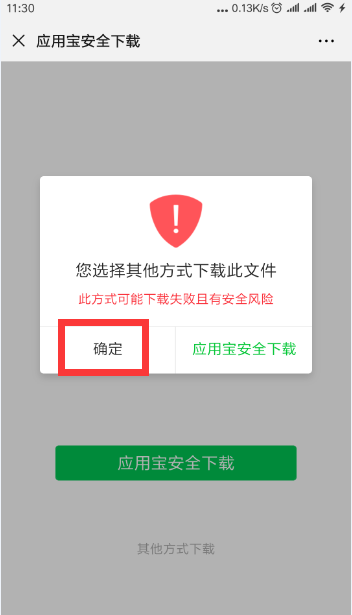 11:30
... 0.13K/s
应用宝安全下载
您选择其他方式下载此文件
此方式可能下载失败且有安全风险
确定
应用宝安全下载
应用宝安全下载
其他方式下载